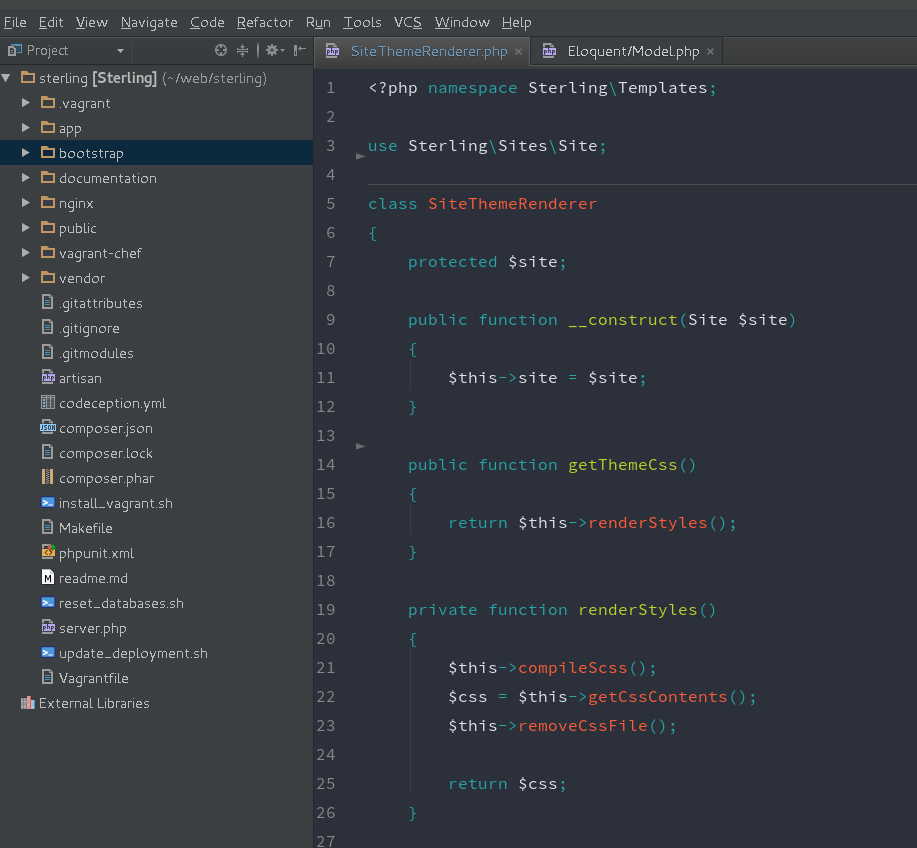 File Edit View Navigate Code Refactor Run Tools VCS Window Help
Project
SiteThemeRenderer.php Eloquent/Model.php
sterling [Sterling] (~/web/sterling)
.vagrant
app
bootstrap
documentation
nginx
public
vagrant-chef
vendor
.gitattributes
.gitignore
.gitmodules
artisan
codeception.yml
composer.json
composer.lock
composer.phar
install_vagrant.sh
Makefile
phpunit.xml
readme.md
reset_databases.sh
server.php
update_deployment.sh
Vagrantfile
External Libraries
1 <?php namespace Sterling\Templates;
2
3 use Sterling\Sites\Site;
4
5 class SiteThemeRenderer
6 {
7 protected $site;
8
9 public function __construct(Site $site)
10 {
11 $this->site = $site;
12 }
13
14 public function getThemeCss()
15 {
16 return $this->renderStyles();
17 }
18
19 private function renderStyles()
20 {
21 $this->compileScss();
22 $css = $this->getCssContents();
23 $this->removeCssFile();
24
25 return $css;
26 }
27